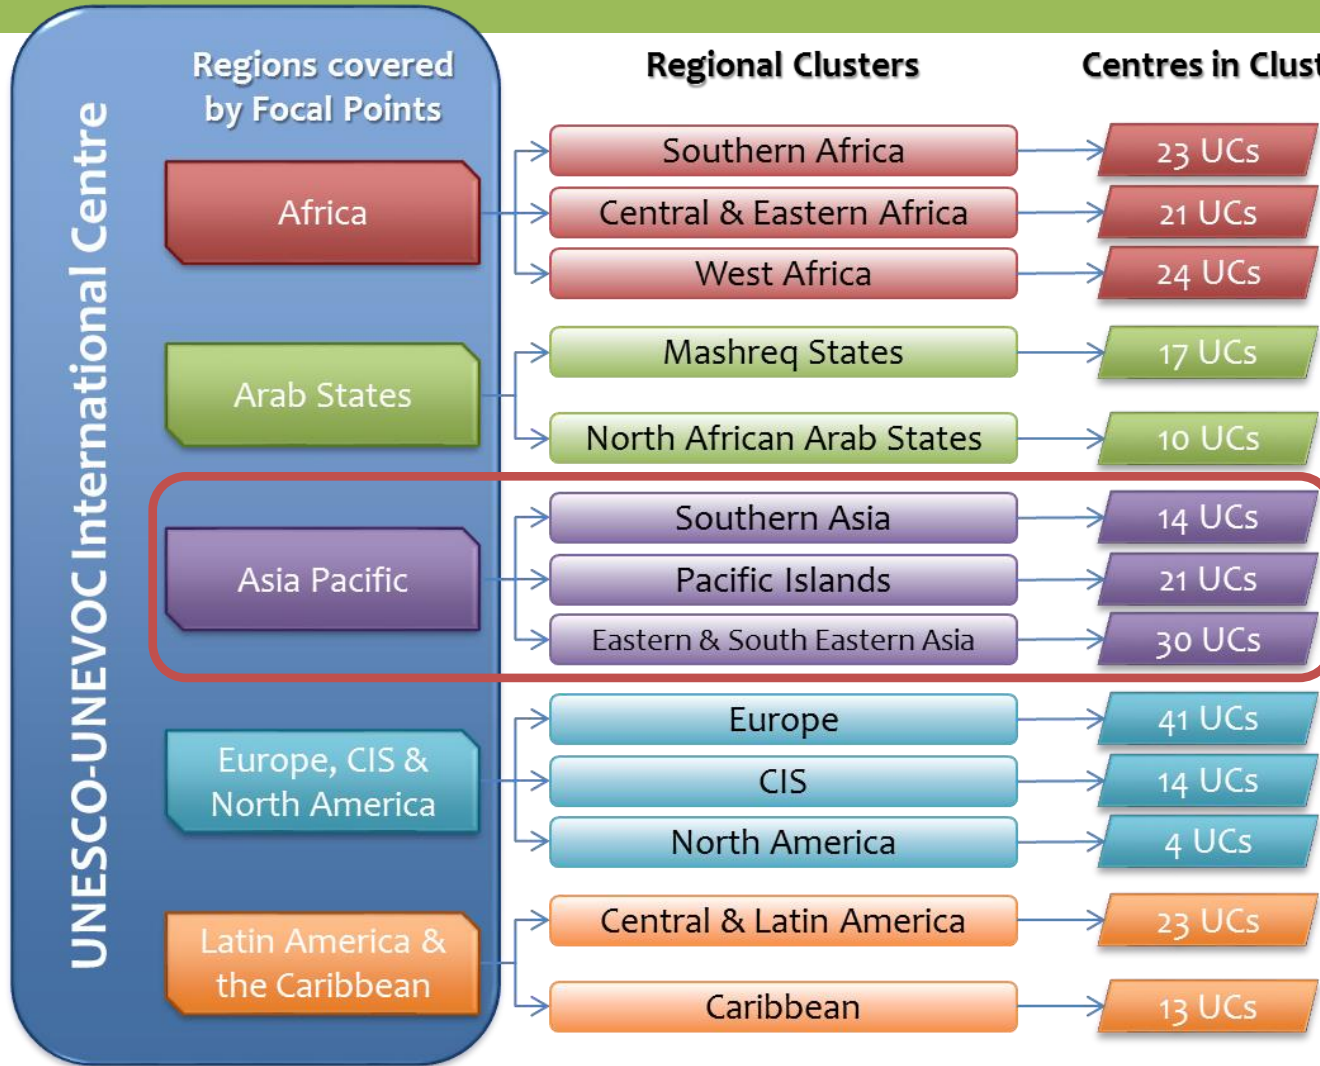 UNESCO-UNEVOC International Centre
Regions covered
by Focal Points
Regional Clusters
Centres in Clust
Africa
Southern Africa
23 UCs
Central & Eastern Africa
21 UCs
West Africa
24 UCs
Arab States
Mashreq States
17 UCs
North African Arab States
10 UCs
Asia Pacific
Southern Asia
14 UCs
Pacific Islands
21 UCs
Eastern & South Eastern Asia
30 UCs
Europe, CIS &
North America
Europe
41 UCs
CIS
14 UCs
North America
4 UCs
Latin America &
the Caribbean
Central & Latin America
23 UCs
Caribbean
13 UCs